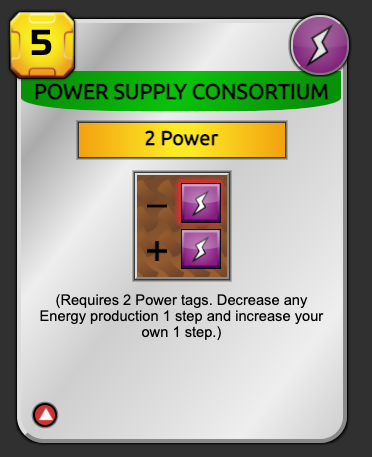 5
POWER SUPPLY CONSORTIUM
2 Power
−
+
(Requires 2 Power tags. Decrease any
Energy production 1 step and increase your
own 1 step.)